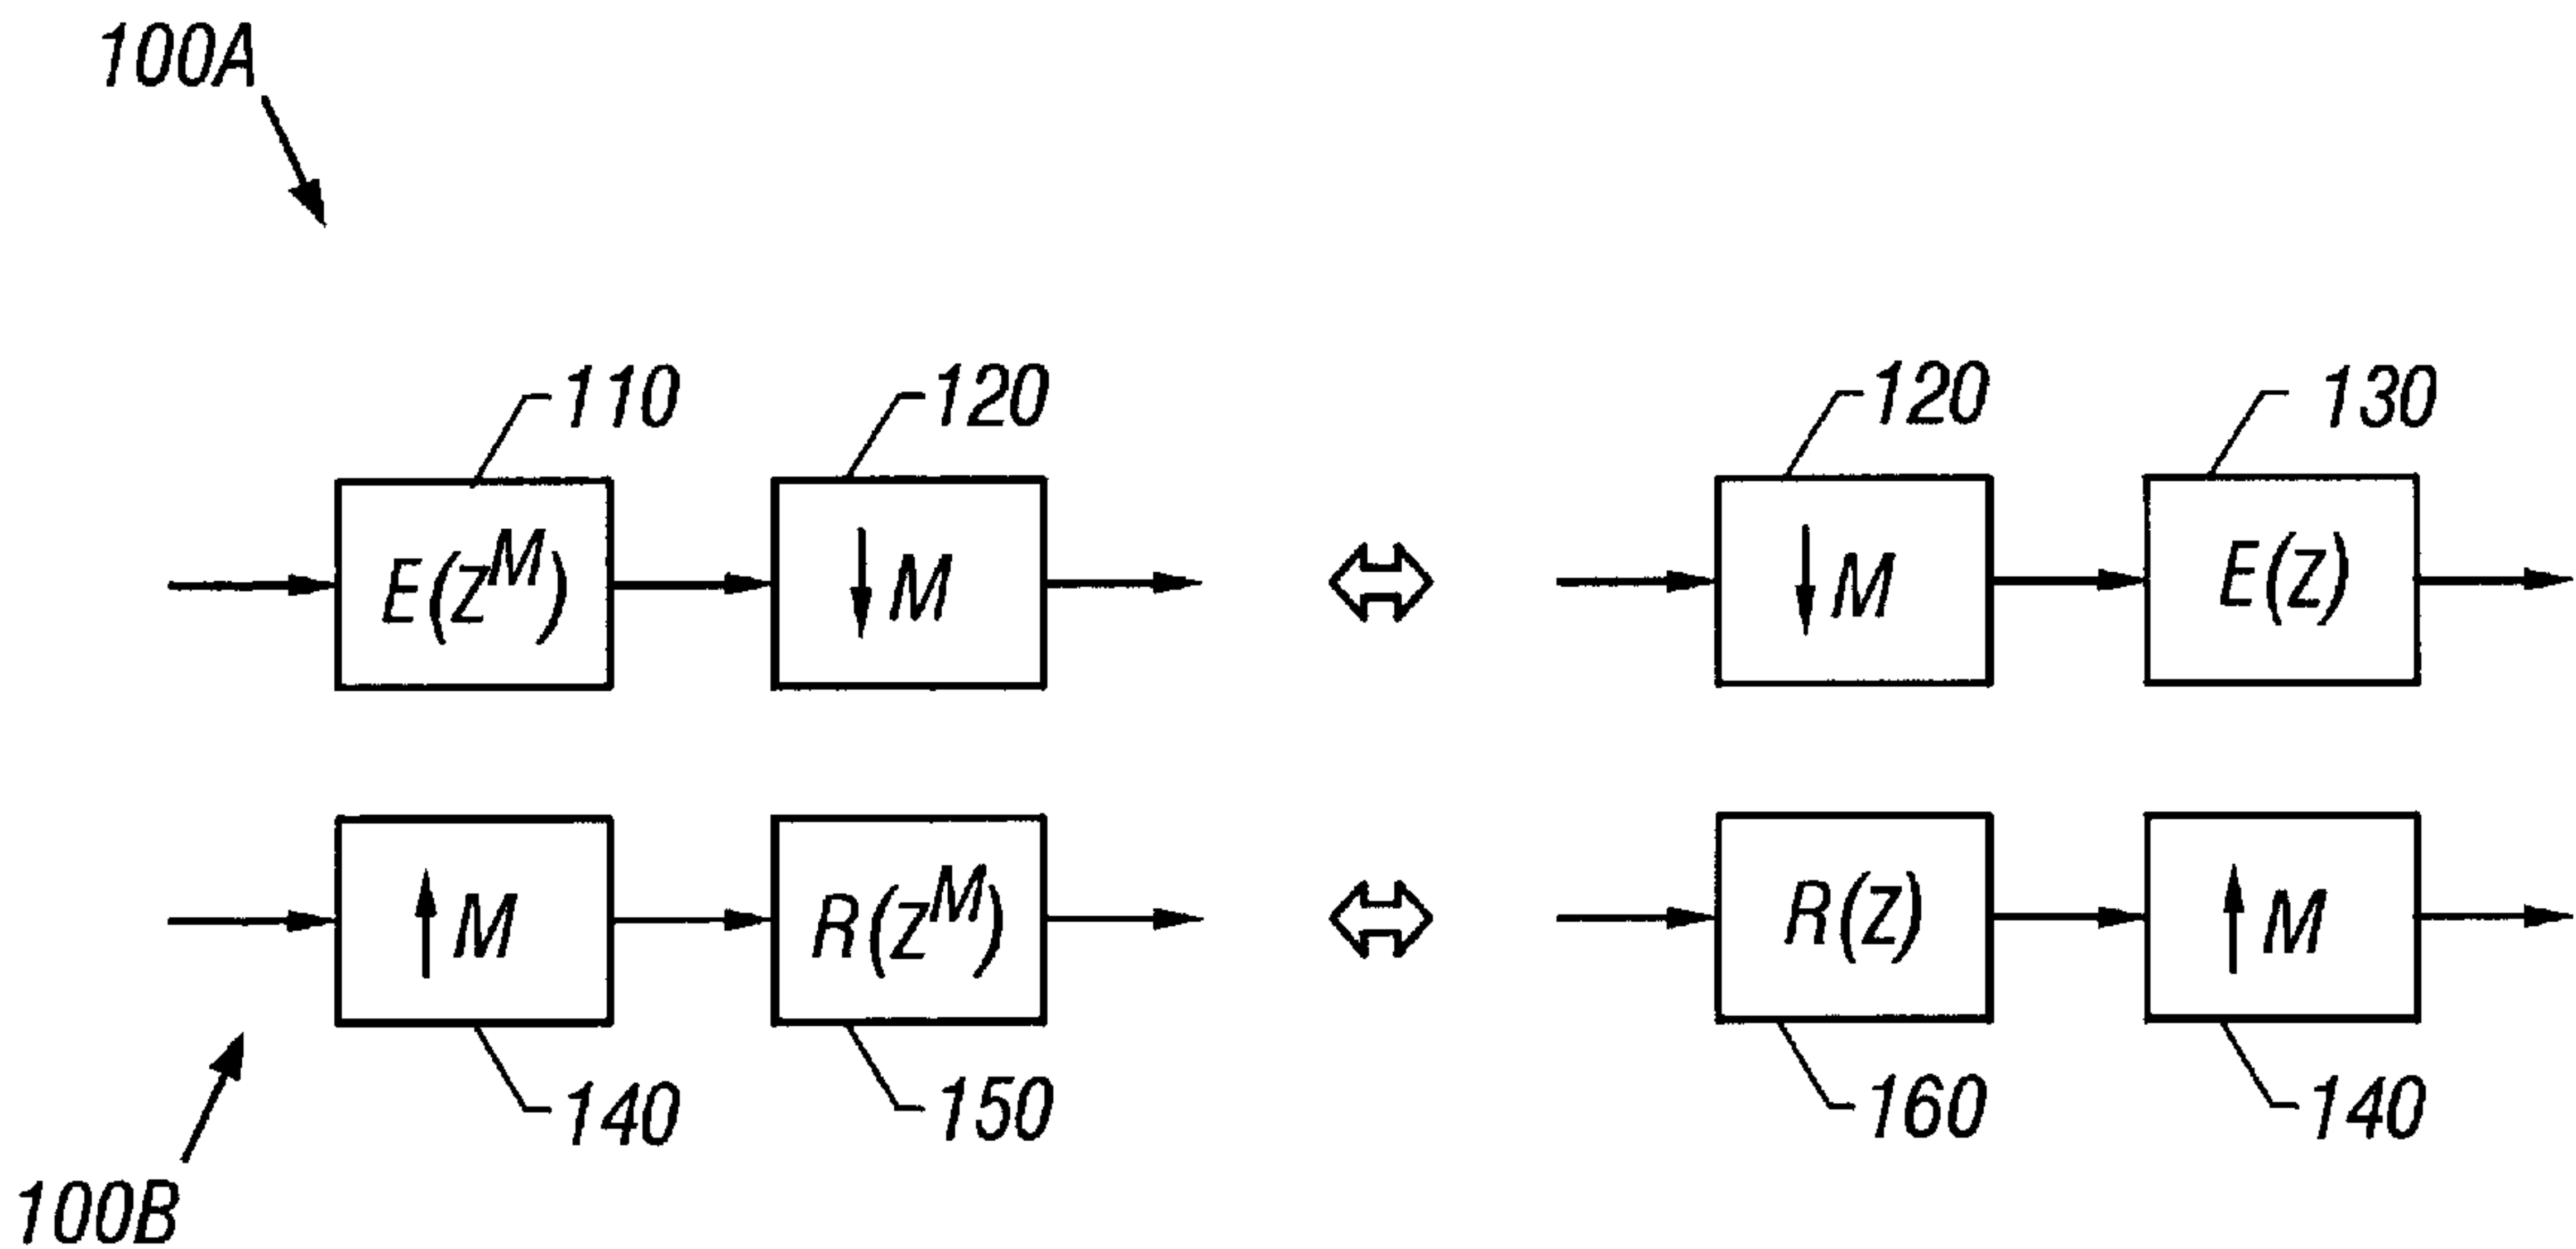 100A
110 120 120 130
E(z^M) ↓M ↓M E(z)
↑M R(z^M) R(z) ↑M
140 150 160 140
100B